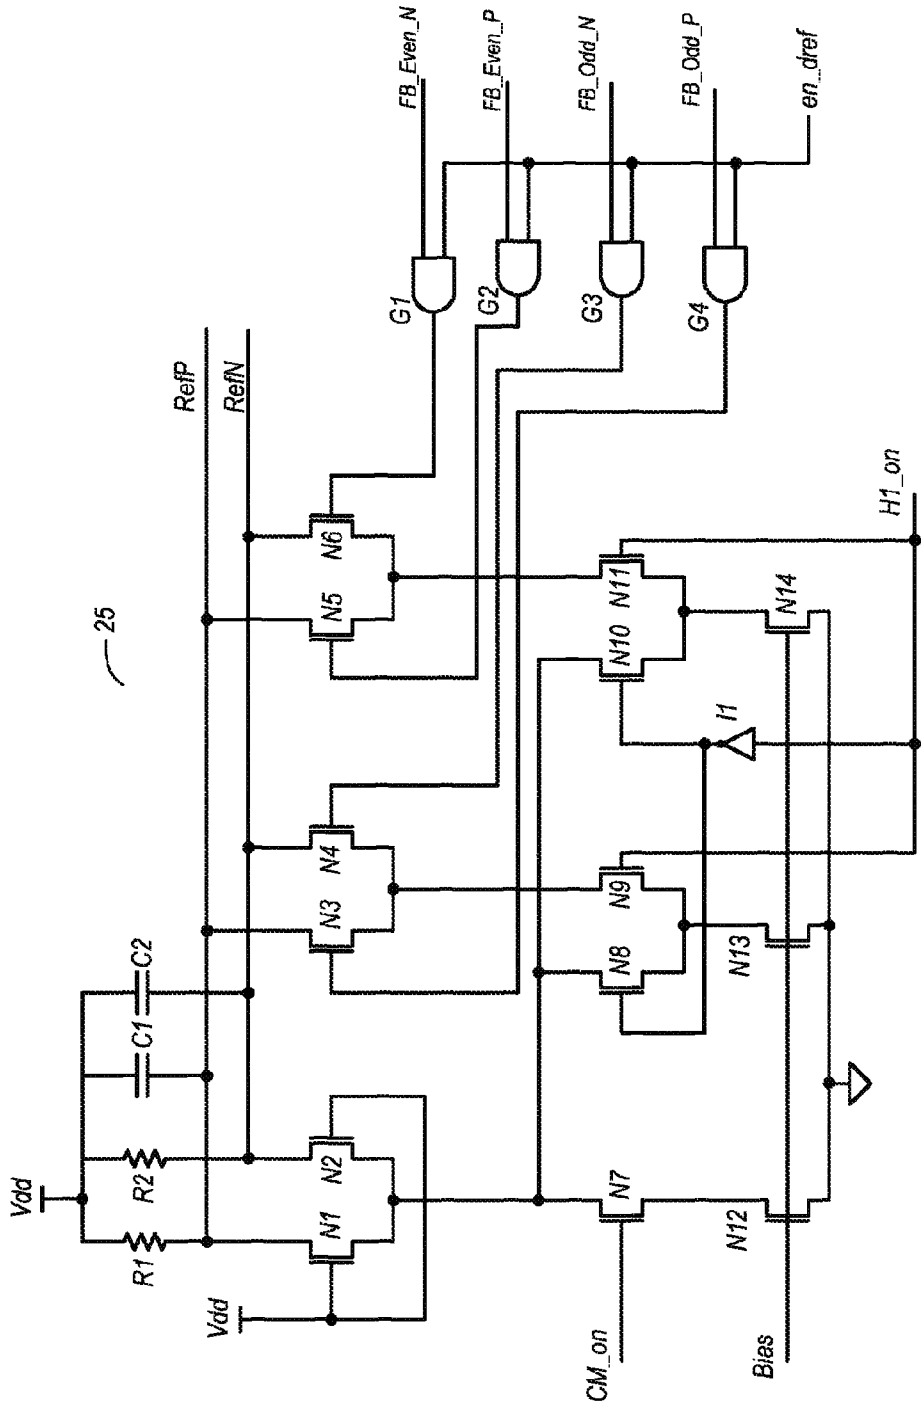 25
FB_Even_N
FB_Even_P
FB_Odd_N
FB_Odd_P
en_dref
G1
G2
G3
G4
RefP
RefN
Vdd
R1
R2
C1
C2
Vdd
N1
N2
N3
N4
N5
N6
CM_on
N7
N8
N9
N10
N11
I1
H1_on
Bias
N12
N13
N14